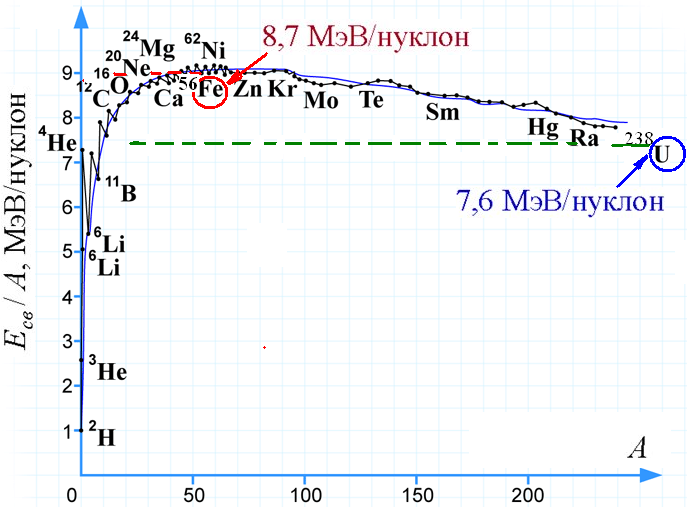 8,7 МэВ/нуклон
⁶²Ni
²⁴Mg
²⁰Ne
¹⁶O
¹²C
Ca
⁵⁶Fe
Zn
Kr
Mo
Te
Sm
Hg
Ra
²³⁸U
7,6 МэВ/нуклон
⁴He
¹¹B
⁶Li
⁶Li
³He
²H
Eсв / A, МэВ/нуклон
9
8
7
6
5
4
3
2
1
A
0
50
100
150
200